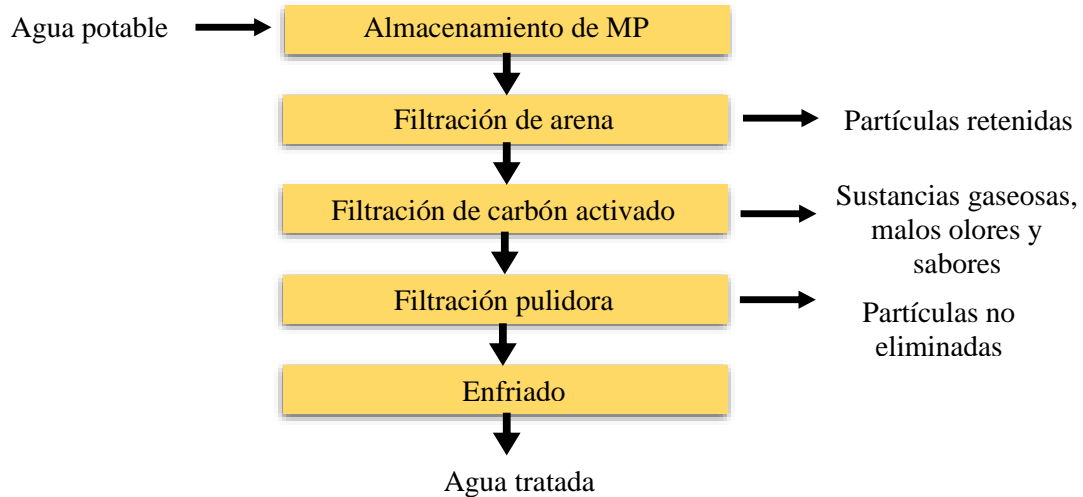 Agua potable
Almacenamiento de MP
Filtración de arena
Partículas retenidas
Filtración de carbón activado
Sustancias gaseosas,
malos olores y
sabores
Filtración pulidora
Partículas no
eliminadas
Enfriado
Agua tratada